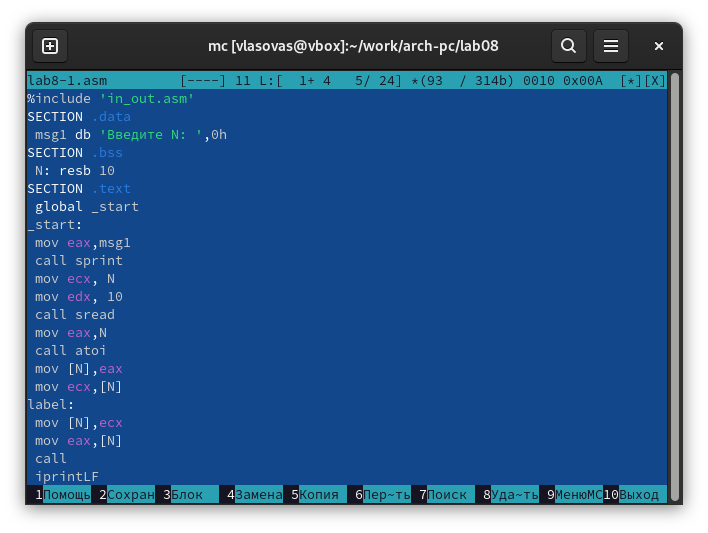 mc [vlasovas@vbox]:~/work/arch-pc/lab08
lab8-1.asm [----] 11 L:[ 1+ 4 5/ 24] *(93 / 314b) 0010 0x00A [*][X]
%include 'in_out.asm'
SECTION .data
msg1 db 'Введите N: ',0h
SECTION .bss
N: resb 10
SECTION .text
global _start
_start:
mov eax,msg1
call sprint
mov ecx, N
mov edx, 10
call sread
mov eax,N
call atoi
mov [N],eax
mov ecx,[N]
label:
mov [N],ecx
mov eax,[N]
call
iprintLF
1Помощь 2Сохран 3Блок 4Замена 5Копия 6Пер~ть 7Поиск 8Уда~ть 9МенюMC 10Выход